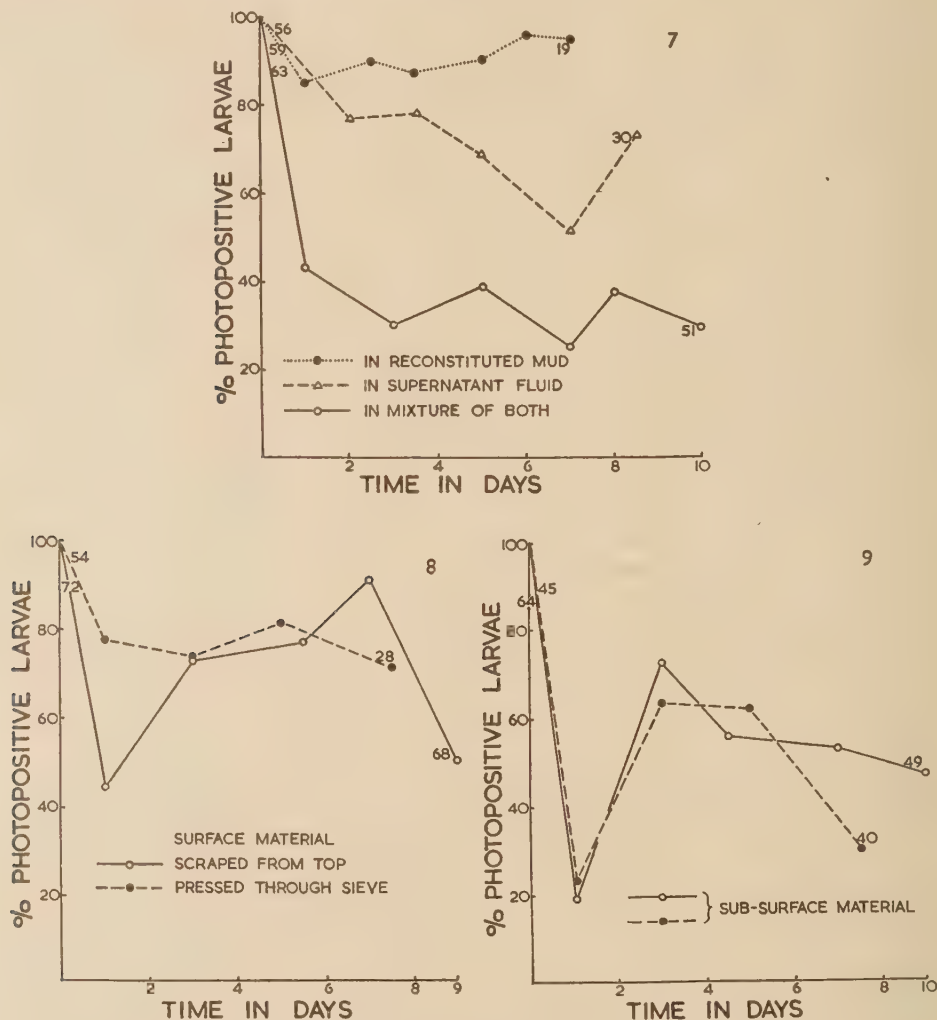 7
% PHOTOPOSITIVE LARVAE
100
80
60
40
20
56
59
63
19
30
51
IN RECONSTITUTED MUD
IN SUPERNATANT FLUID
IN MIXTURE OF BOTH
2 4 6 8 10
TIME IN DAYS
8
% PHOTOPOSITIVE LARVAE
100
80
60
40
20
54
72
28
68
SURFACE MATERIAL
SCRAPED FROM TOP
PRESSED THROUGH SIEVE
2 4 6 8 9
TIME IN DAYS
9
% PHOTOPOSITIVE LARVAE
100
80
60
40
20
45
64
49
40
SUB-SURFACE MATERIAL
2 4 6 8 10
TIME IN DAYS